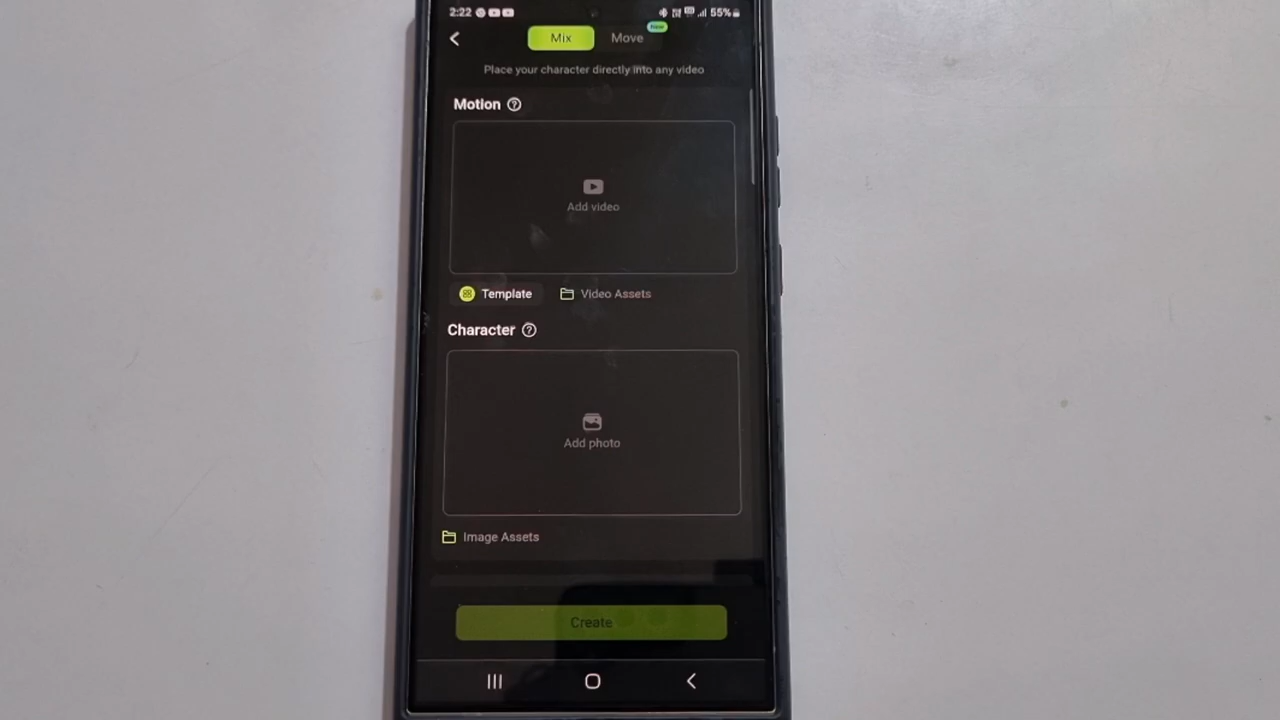 2:22 55%
Mix Move New
Place your character directly into any video
Motion
Add video
Template Video Assets
Character
Add photo
Image Assets
Create